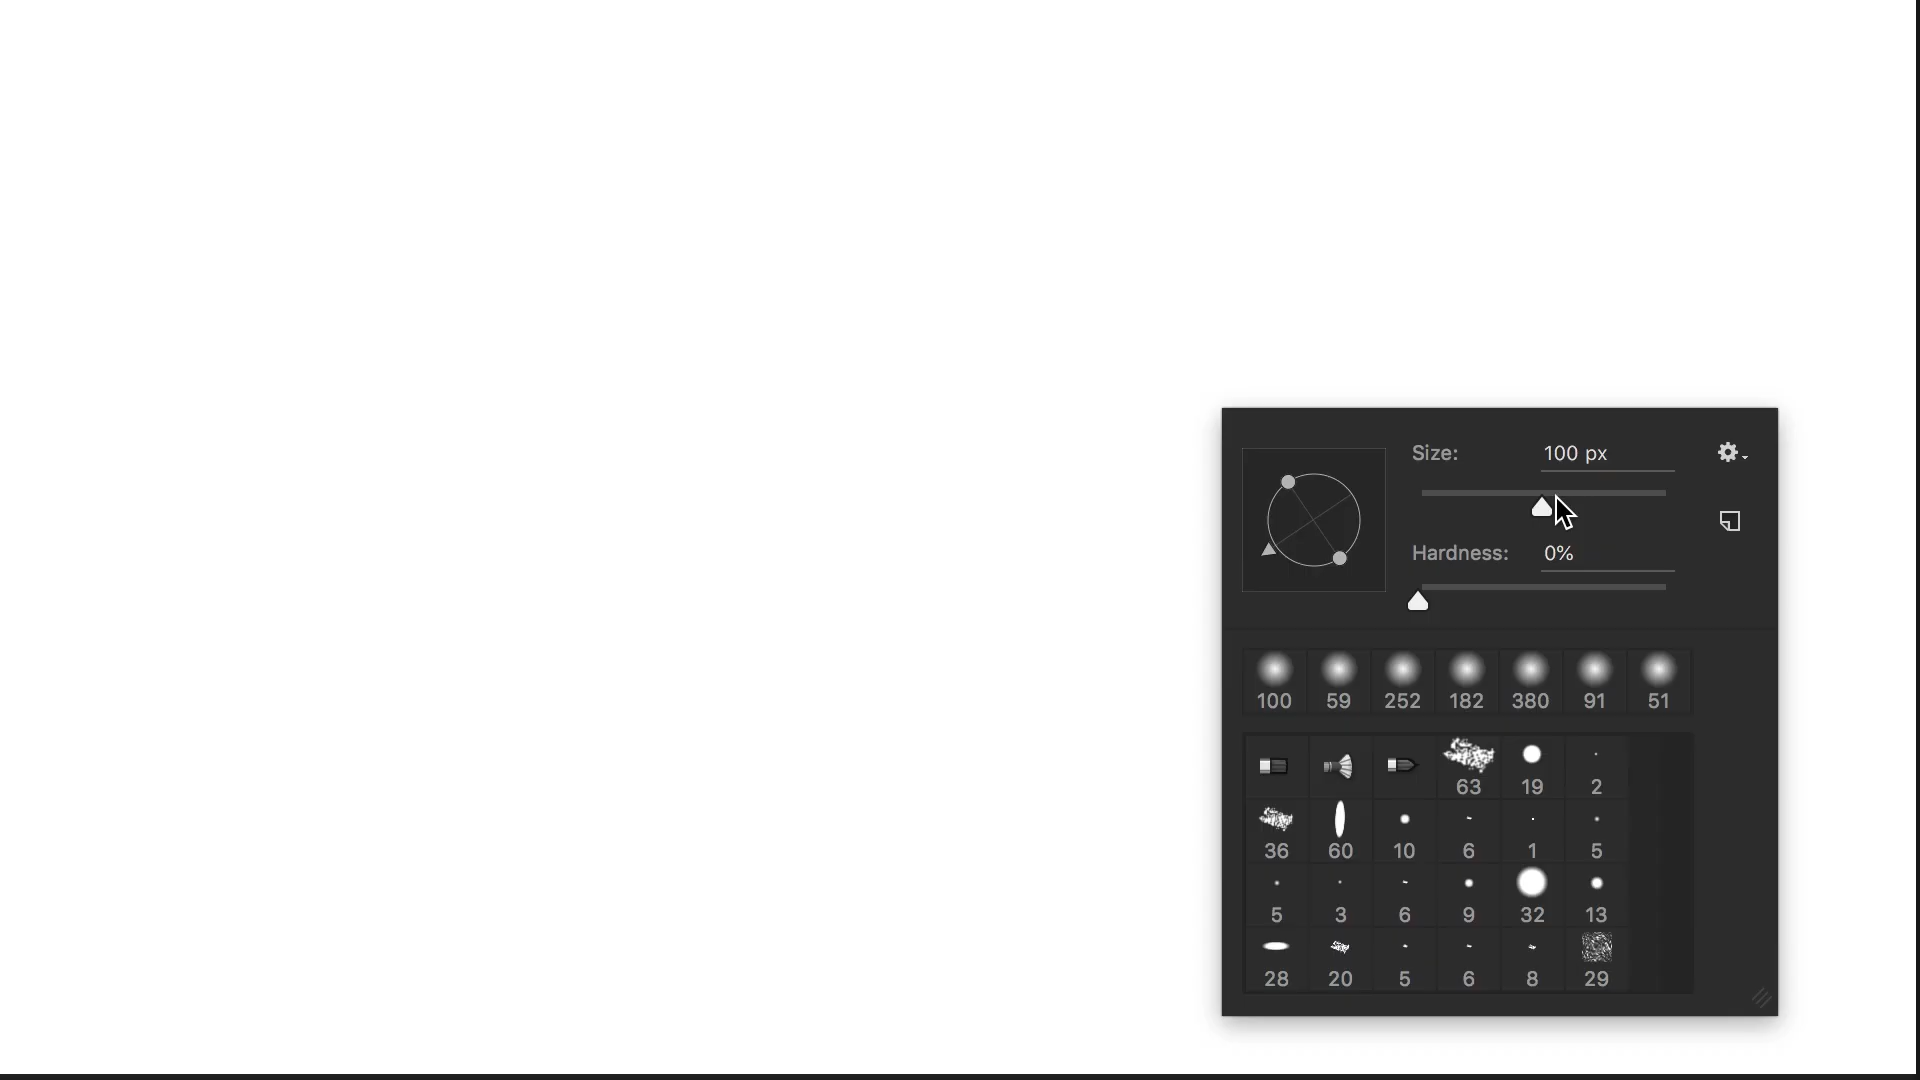 Size: 100 px
Hardness: 0%
100 59 252 182 380 91 51
63 19 2
36 60 10 6 1 5
5 3 6 9 32 13
28 20 5 6 8 29